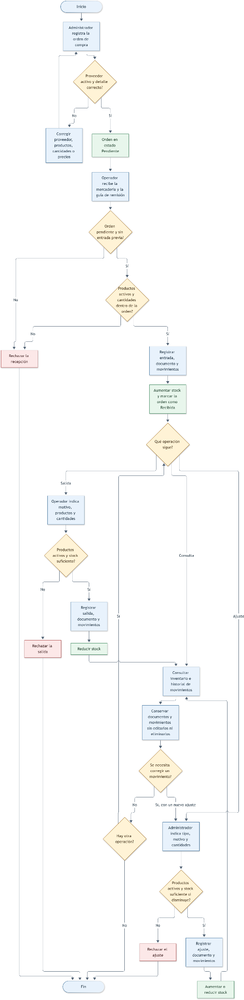 Inicio
Administrador
registra la
orden de
compra
Proveedor
activo y detalle
correcto?
No
Sí
Corregir
proveedor,
productos,
cantidades o
precios
Orden en
estado
Pendiente
Operador
recibe la
mercadería y la
guía de remisión
Orden
pendiente y sin
entrada previa?
Sí
Productos
activos y
cantidades
dentro de la
orden?
No
No
Sí
Rechazar la
recepción
Registrar
entrada,
documento y
movimientos
Aumentar stock
y marcar la
orden como
Recibida
Qué operación
sigue?
Salida
Operador indica
motivo,
productos y
cantidades
Productos
activos y stock
suficiente?
Consulta
No
Sí
Registrar
salida,
documento y
movimientos
Sí
Ajuste
Rechazar la
salida
Reducir stock
Consultar
inventario e
historial de
movimientos
Conservar
documentos y
movimientos
sin editarlos ni
eliminarlos
Se necesita
corregir un
movimiento?
No
Sí, con un nuevo ajuste
Hay otra
operación?
Administrador
indica tipo,
motivo y
cantidades
Productos
activos y stock
suficiente si
disminuye?
No
No
Sí
Rechazar el
ajuste
Registrar
ajuste,
documento y
movimientos
Fin
Aumentar o
reducir stock